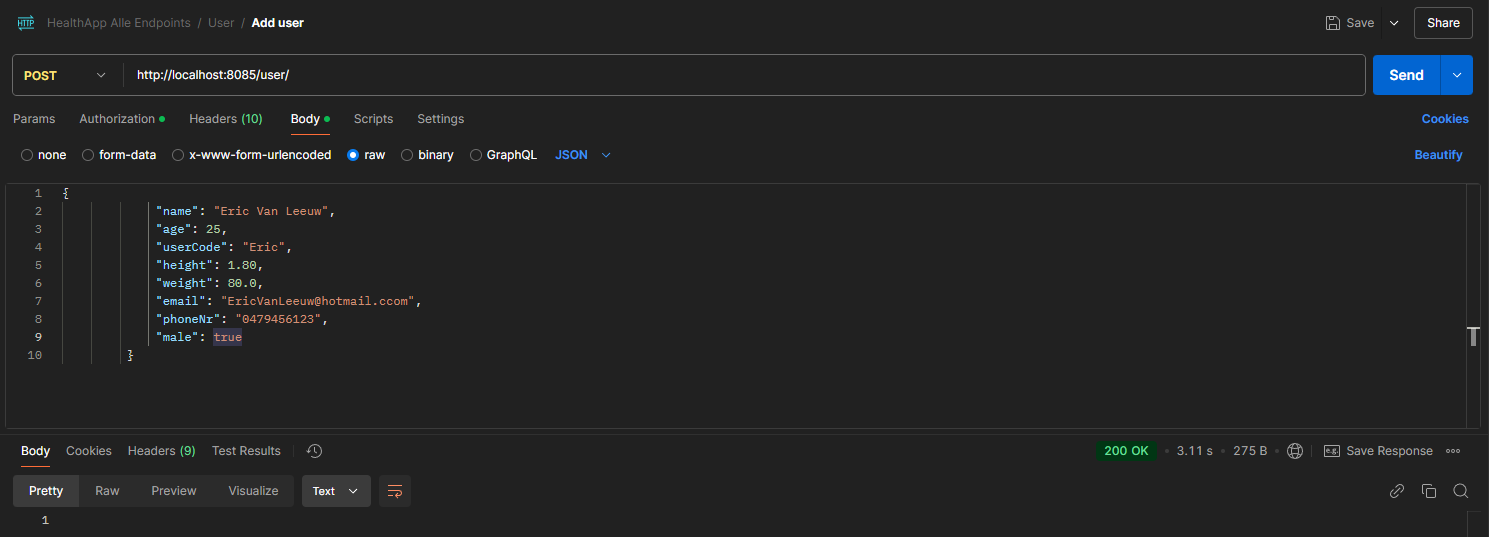 HTTP HealthApp Alle Endpoints / User / Add user Save Share
POST http://localhost:8085/user/ Send
Params Authorization Headers (10) Body Scripts Settings Cookies
none form-data x-www-form-urlencoded raw binary GraphQL JSON Beautify
1 {
2 "name": "Eric Van Leeuw",
3 "age": 25,
4 "userCode": "Eric",
5 "height": 1.80,
6 "weight": 80.0,
7 "email": "EricVanLeeuw@hotmail.ccom",
8 "phoneNr": "0479456123",
9 "male": true
10 }
Body Cookies Headers (9) Test Results 200 OK • 3.11 s • 275 B • e.g. Save Response
Pretty Raw Preview Visualize Text
1